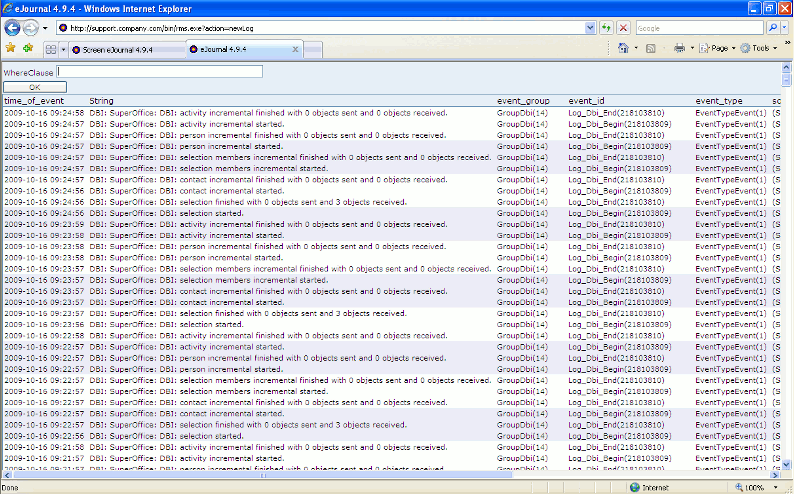 eJournal 4.9.4 - Windows Internet Explorer
http://support.company.com/bin/rms.exe?action=newLog
Google
Screen eJournal 4.9.4
eJournal 4.9.4
Page
Tools
WhereClause
OK
time_of_event String event_group event_id event_type sc
2009-10-16 09:24:58 DBI: SuperOffice: DBI: activity incremental finished with 0 objects sent and 0 objects received. GroupDbi(14) Log_Dbi_End(218103810) EventTypeEvent(1) (S
2009-10-16 09:24:57 DBI: SuperOffice: DBI: activity incremental started. GroupDbi(14) Log_Dbi_Begin(218103809) EventTypeEvent(1) (S
2009-10-16 09:24:57 DBI: SuperOffice: DBI: person incremental finished with 0 objects sent and 0 objects received. GroupDbi(14) Log_Dbi_End(218103810) EventTypeEvent(1) (S
2009-10-16 09:24:57 DBI: SuperOffice: DBI: person incremental started. GroupDbi(14) Log_Dbi_Begin(218103809) EventTypeEvent(1) (S
2009-10-16 09:24:57 DBI: SuperOffice: DBI: selection members incremental finished with 0 objects sent and 0 objects received. GroupDbi(14) Log_Dbi_End(218103810) EventTypeEvent(1) (S
2009-10-16 09:24:57 DBI: SuperOffice: DBI: selection members incremental started. GroupDbi(14) Log_Dbi_Begin(218103809) EventTypeEvent(1) (S
2009-10-16 09:24:56 DBI: SuperOffice: DBI: contact incremental finished with 0 objects sent and 0 objects received. GroupDbi(14) Log_Dbi_End(218103810) EventTypeEvent(1) (S
2009-10-16 09:24:56 DBI: SuperOffice: DBI: contact incremental started. GroupDbi(14) Log_Dbi_Begin(218103809) EventTypeEvent(1) (S
2009-10-16 09:24:56 DBI: SuperOffice: DBI: selection finished with 0 objects sent and 3 objects received. GroupDbi(14) Log_Dbi_End(218103810) EventTypeEvent(1) (S
2009-10-16 09:24:56 DBI: SuperOffice: DBI: selection started. GroupDbi(14) Log_Dbi_Begin(218103809) EventTypeEvent(1) (S
2009-10-16 09:23:59 DBI: SuperOffice: DBI: activity incremental finished with 0 objects sent and 0 objects received. GroupDbi(14) Log_Dbi_End(218103810) EventTypeEvent(1) (S
2009-10-16 09:23:58 DBI: SuperOffice: DBI: activity incremental started. GroupDbi(14) Log_Dbi_Begin(218103809) EventTypeEvent(1) (S
2009-10-16 09:23:58 DBI: SuperOffice: DBI: person incremental finished with 0 objects sent and 0 objects received. GroupDbi(14) Log_Dbi_End(218103810) EventTypeEvent(1) (S
2009-10-16 09:23:58 DBI: SuperOffice: DBI: person incremental started. GroupDbi(14) Log_Dbi_Begin(218103809) EventTypeEvent(1) (S
2009-10-16 09:23:57 DBI: SuperOffice: DBI: selection members incremental finished with 0 objects sent and 0 objects received. GroupDbi(14) Log_Dbi_End(218103810) EventTypeEvent(1) (S
2009-10-16 09:23:57 DBI: SuperOffice: DBI: selection members incremental started. GroupDbi(14) Log_Dbi_Begin(218103809) EventTypeEvent(1) (S
2009-10-16 09:23:57 DBI: SuperOffice: DBI: contact incremental finished with 0 objects sent and 0 objects received. GroupDbi(14) Log_Dbi_End(218103810) EventTypeEvent(1) (S
2009-10-16 09:23:57 DBI: SuperOffice: DBI: contact incremental started. GroupDbi(14) Log_Dbi_Begin(218103809) EventTypeEvent(1) (S
2009-10-16 09:23:57 DBI: SuperOffice: DBI: selection finished with 0 objects sent and 3 objects received. GroupDbi(14) Log_Dbi_End(218103810) EventTypeEvent(1) (S
2009-10-16 09:23:56 DBI: SuperOffice: DBI: selection started. GroupDbi(14) Log_Dbi_Begin(218103809) EventTypeEvent(1) (S
2009-10-16 09:22:58 DBI: SuperOffice: DBI: activity incremental finished with 0 objects sent and 0 objects received. GroupDbi(14) Log_Dbi_End(218103810) EventTypeEvent(1) (S
2009-10-16 09:22:57 DBI: SuperOffice: DBI: activity incremental started. GroupDbi(14) Log_Dbi_Begin(218103809) EventTypeEvent(1) (S
2009-10-16 09:22:57 DBI: SuperOffice: DBI: person incremental finished with 0 objects sent and 0 objects received. GroupDbi(14) Log_Dbi_End(218103810) EventTypeEvent(1) (S
2009-10-16 09:22:57 DBI: SuperOffice: DBI: person incremental started. GroupDbi(14) Log_Dbi_Begin(218103809) EventTypeEvent(1) (S
2009-10-16 09:22:57 DBI: SuperOffice: DBI: selection members incremental finished with 0 objects sent and 0 objects received. GroupDbi(14) Log_Dbi_End(218103810) EventTypeEvent(1) (S
2009-10-16 09:22:57 DBI: SuperOffice: DBI: selection members incremental started. GroupDbi(14) Log_Dbi_Begin(218103809) EventTypeEvent(1) (S
2009-10-16 09:22:57 DBI: SuperOffice: DBI: contact incremental finished with 0 objects sent and 0 objects received. GroupDbi(14) Log_Dbi_End(218103810) EventTypeEvent(1) (S
2009-10-16 09:22:57 DBI: SuperOffice: DBI: contact incremental started. GroupDbi(14) Log_Dbi_Begin(218103809) EventTypeEvent(1) (S
2009-10-16 09:22:57 DBI: SuperOffice: DBI: selection finished with 0 objects sent and 3 objects received. GroupDbi(14) Log_Dbi_End(218103810) EventTypeEvent(1) (S
2009-10-16 09:22:56 DBI: SuperOffice: DBI: selection started. GroupDbi(14) Log_Dbi_Begin(218103809) EventTypeEvent(1) (S
2009-10-16 09:21:58 DBI: SuperOffice: DBI: activity incremental finished with 0 objects sent and 0 objects received. GroupDbi(14) Log_Dbi_End(218103810) EventTypeEvent(1) (S
2009-10-16 09:21:57 DBI: SuperOffice: DBI: activity incremental started. GroupDbi(14) Log_Dbi_Begin(218103809) EventTypeEvent(1) (S
2009-10-16 09:21:57 DBI: SuperOffice: DBI: person incremental finished with 0 objects sent and 0 objects received. GroupDbi(14) Log_Dbi_End(218103810) EventTypeEvent(1) (S
Done
Internet
100%